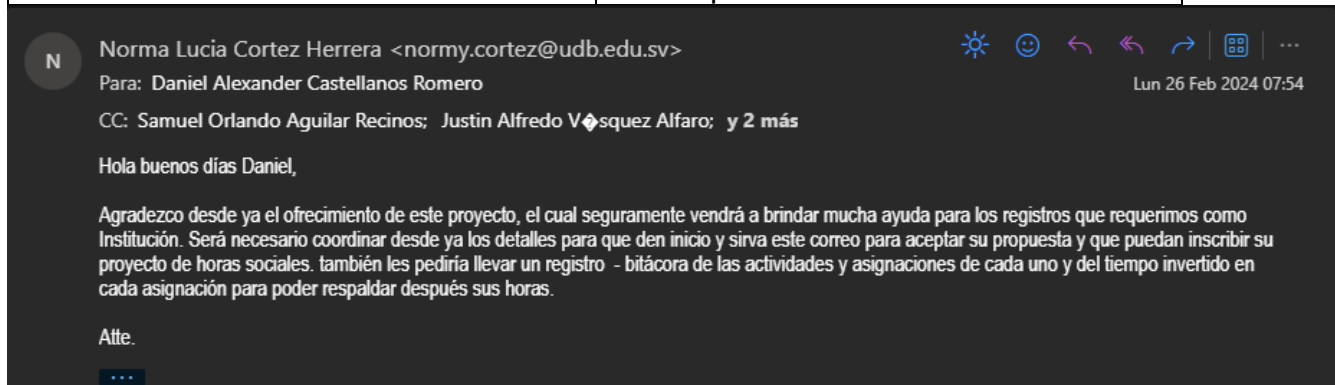 N
Norma Lucia Cortez Herrera <normy.cortez@udb.edu.sv>
Para: Daniel Alexander Castellanos Romero
Lun 26 Feb 2024 07:54
CC: Samuel Orlando Aguilar Recinos; Justin Alfredo V�squez Alfaro; y 2 más
Hola buenos días Daniel,
Agradezco desde ya el ofrecimiento de este proyecto, el cual seguramente vendrá a brindar mucha ayuda para los registros que requerimos como
Institución. Será necesario coordinar desde ya los detalles para que den inicio y sirva este correo para aceptar su propuesta y que puedan inscribir su
proyecto de horas sociales. también les pediría llevar un registro - bitácora de las actividades y asignaciones de cada uno y del tiempo invertido en
cada asignación para poder respaldar después sus horas.
Atte.